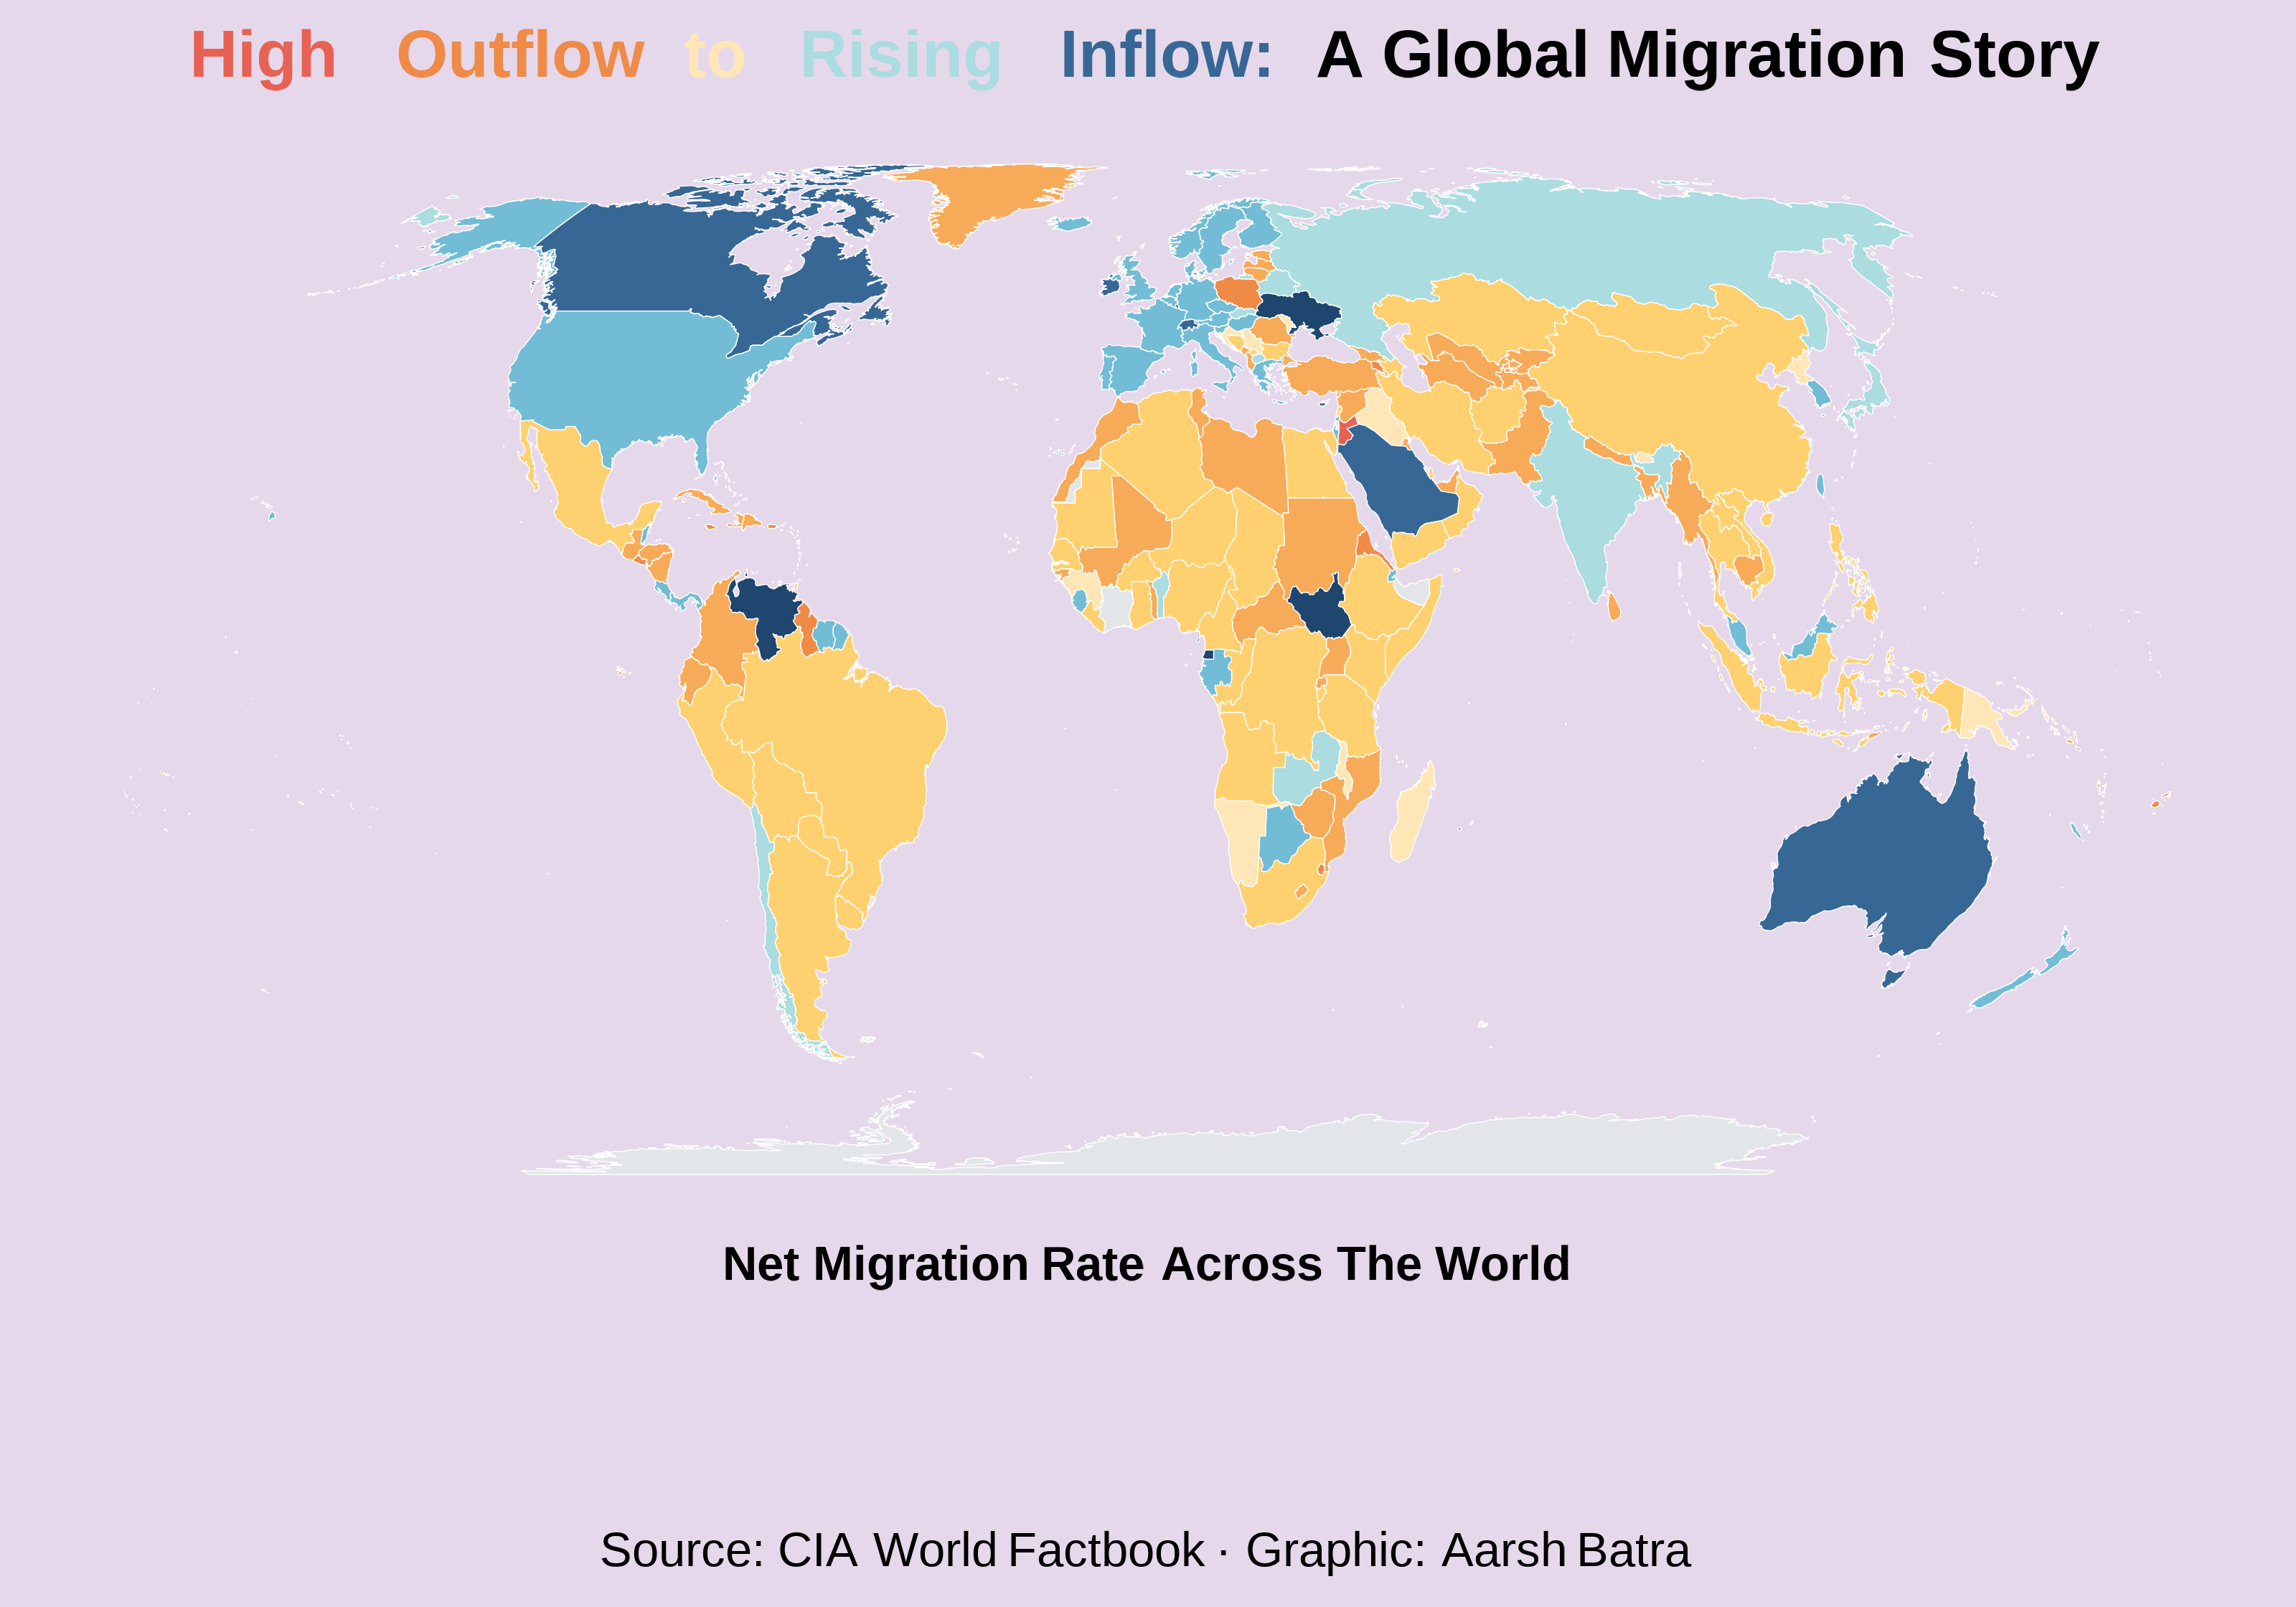 High Outflow to Rising Inflow: A Global Migration Story
Net Migration Rate Across The World
Source: CIA World Factbook · Graphic: Aarsh Batra